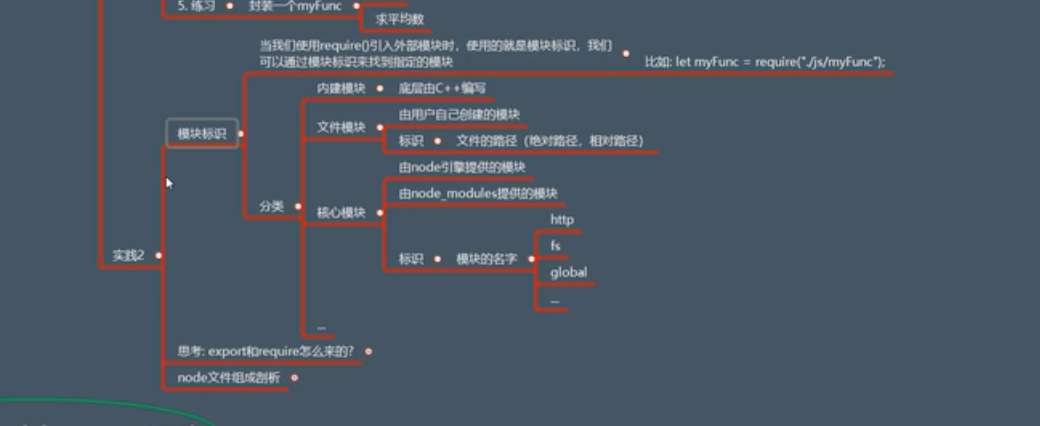 5. 练习
封装一个myFunc
求平均数
当我们使用require()引入外部模块时，使用的就是模块标识，我们
可以通过模块标识来找到指定的模块
比如: let myFunc = require("./js/myFunc");
内建模块
底层由C++编写
模块标识
文件模块
由用户自己创建的模块
标识
文件的路径（绝对路径，相对路径）
分类
核心模块
由node引擎提供的模块
由node_modules提供的模块
标识
模块的名字
http
fs
global
...
...
实践2
思考: export和require怎么来的?
node文件组成剖析